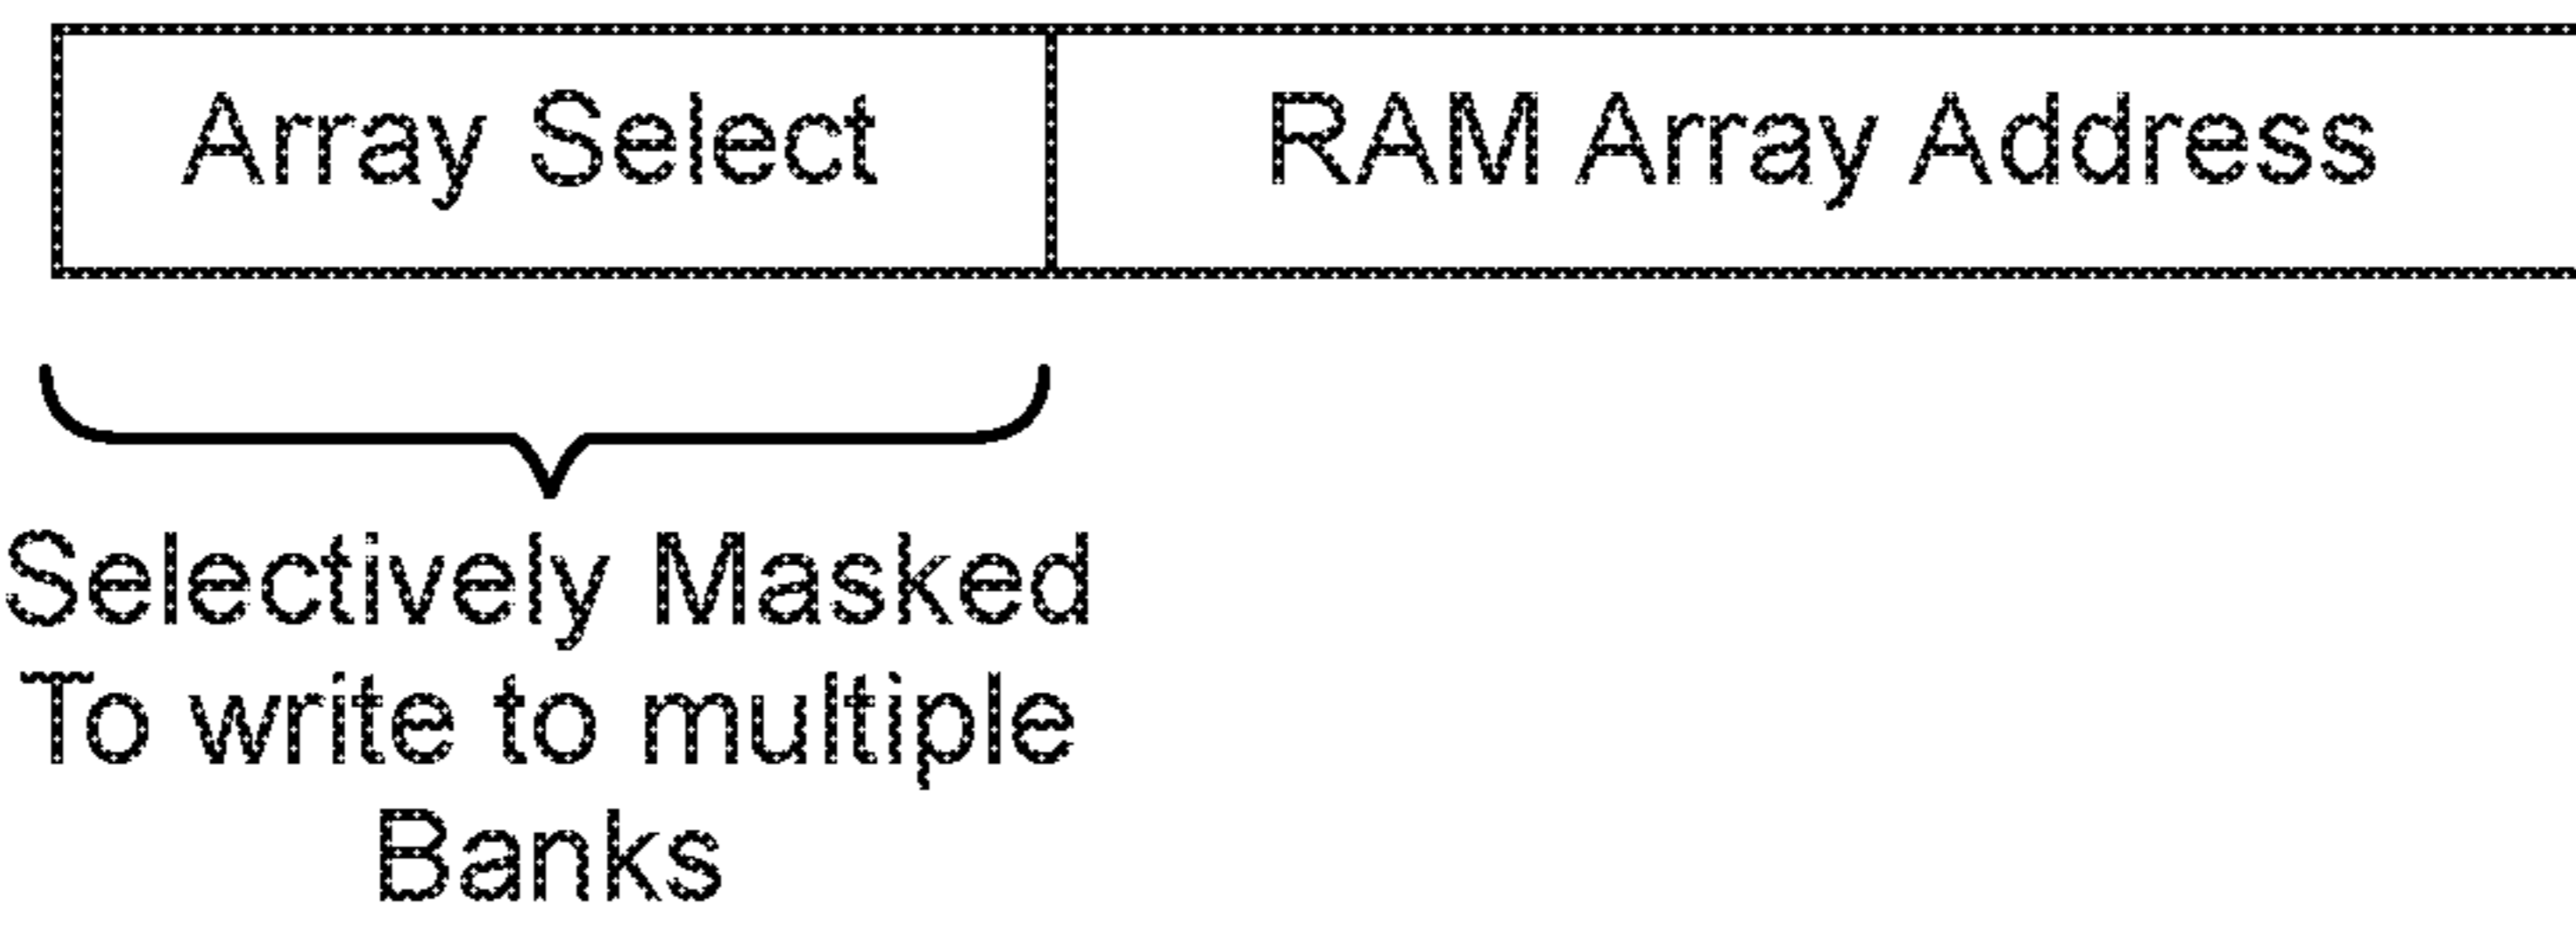 Array Select
RAM Array Address
Selectively Masked
To write to multiple
Banks